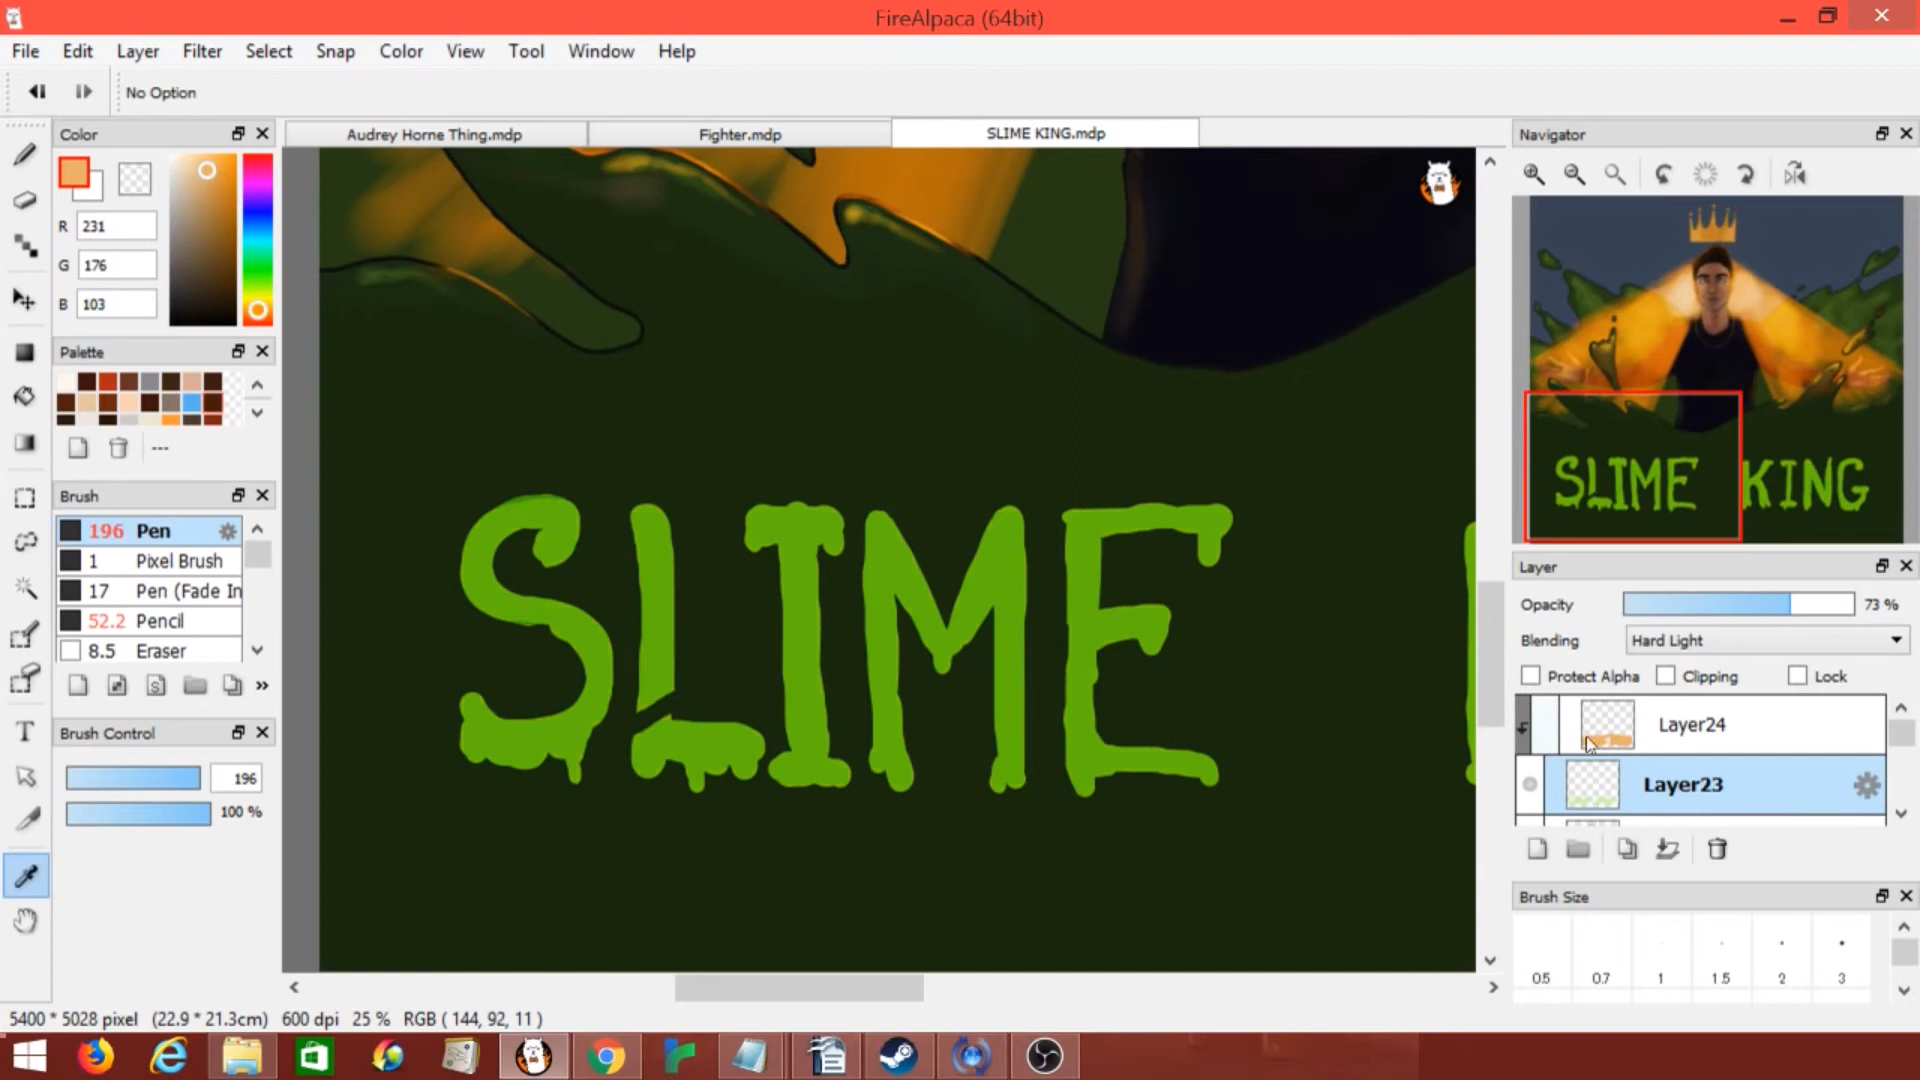 FireAlpaca (64bit)
File Edit Layer Filter Select Snap Color View Tool Window Help
No Option
Color
Audrey Horne Thing.mdp
Fighter.mdp
SLIME KING.mdp
Navigator
R 231
G 176
B 103
Palette
---
Brush
196 Pen
1 Pixel Brush
17 Pen (Fade In
52.2 Pencil
8.5 Eraser
Brush Control
196
100 %
SLIME
SLIME KING
Layer
Opacity 73 %
Blending Hard Light
Protect Alpha Clipping Lock
Layer24
Layer23
Brush Size
0.5 0.7 1 1.5 2 3
5400 * 5028 pixel (22.9 * 21.3cm) 600 dpi 25 % RGB ( 144, 92, 11 )